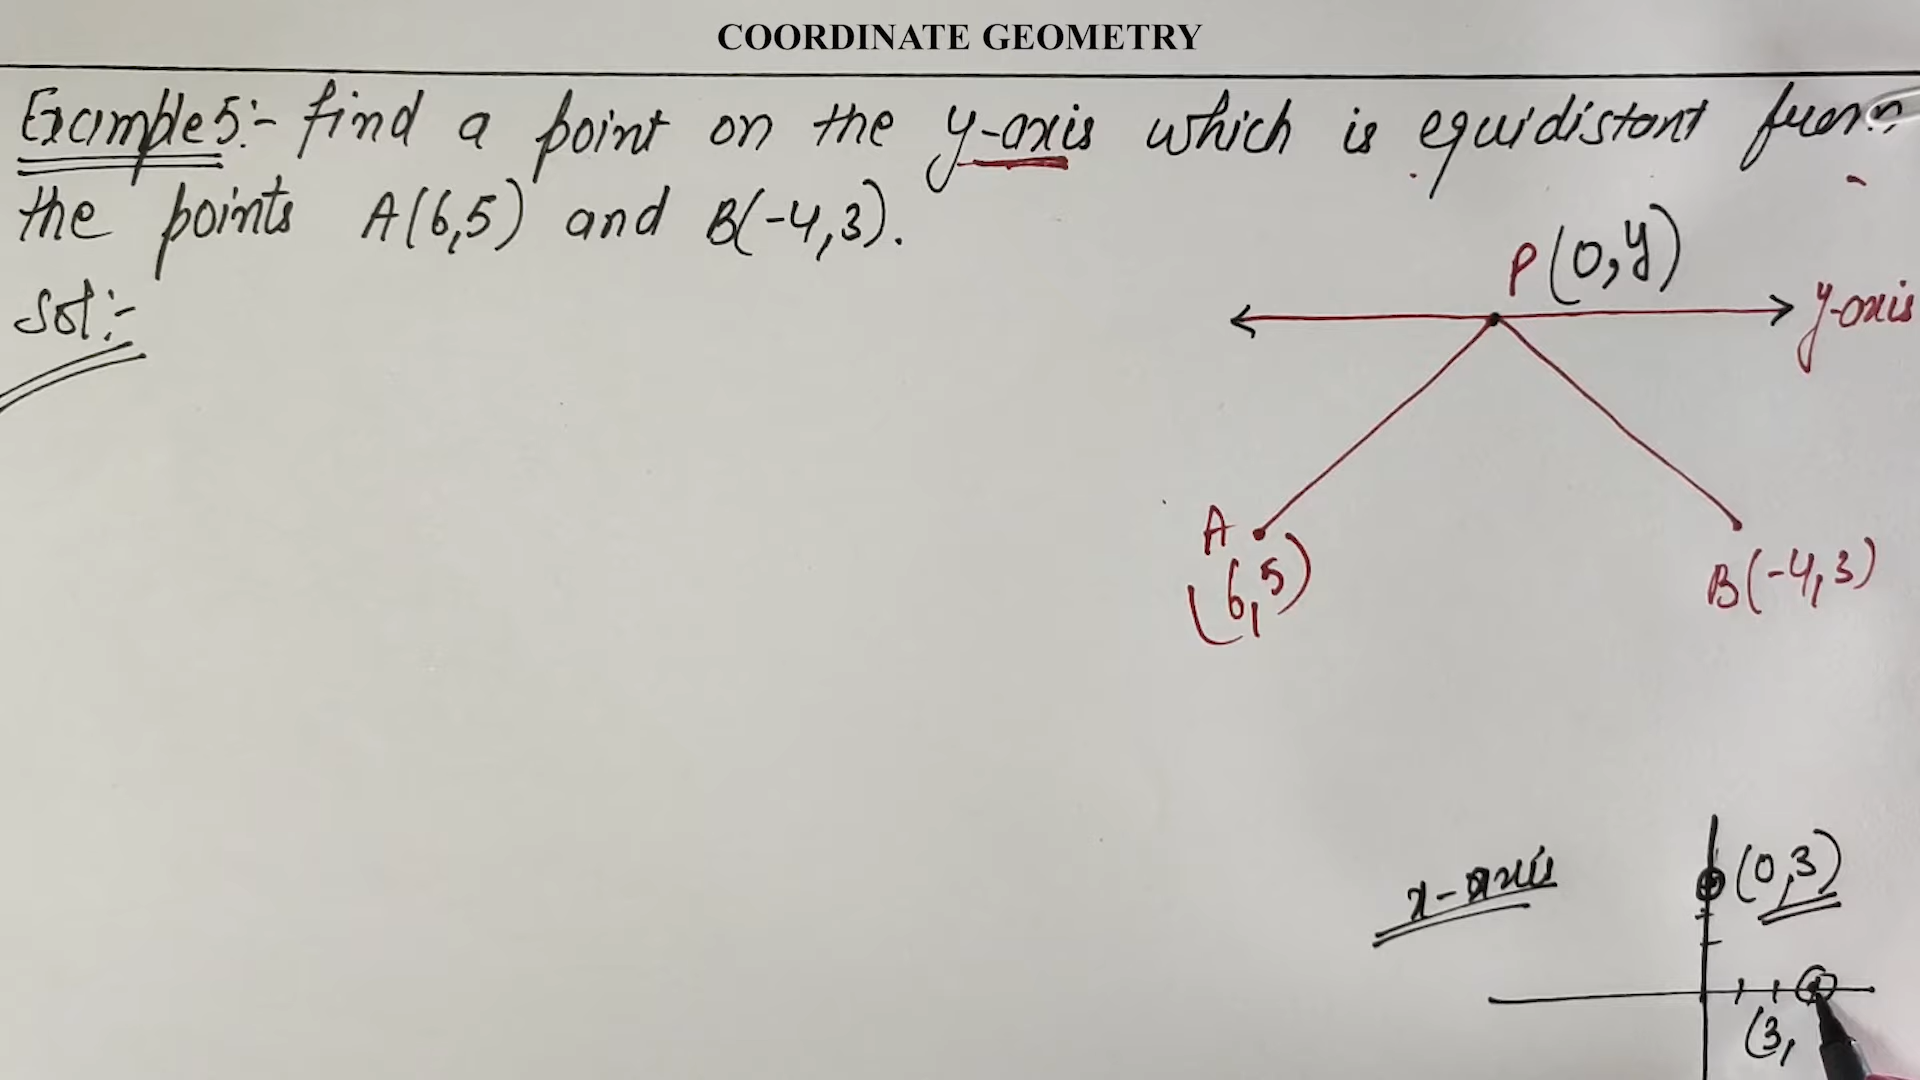 COORDINATE GEOMETRY
Example 5:- find a point on the y-axis which is equidistant from
the points A(6,5) and B(-4,3).
Sol:-
P(0,y)
y-axis
A
(6,5)
B(-4,3)
x-axis
(0,3)
(3,